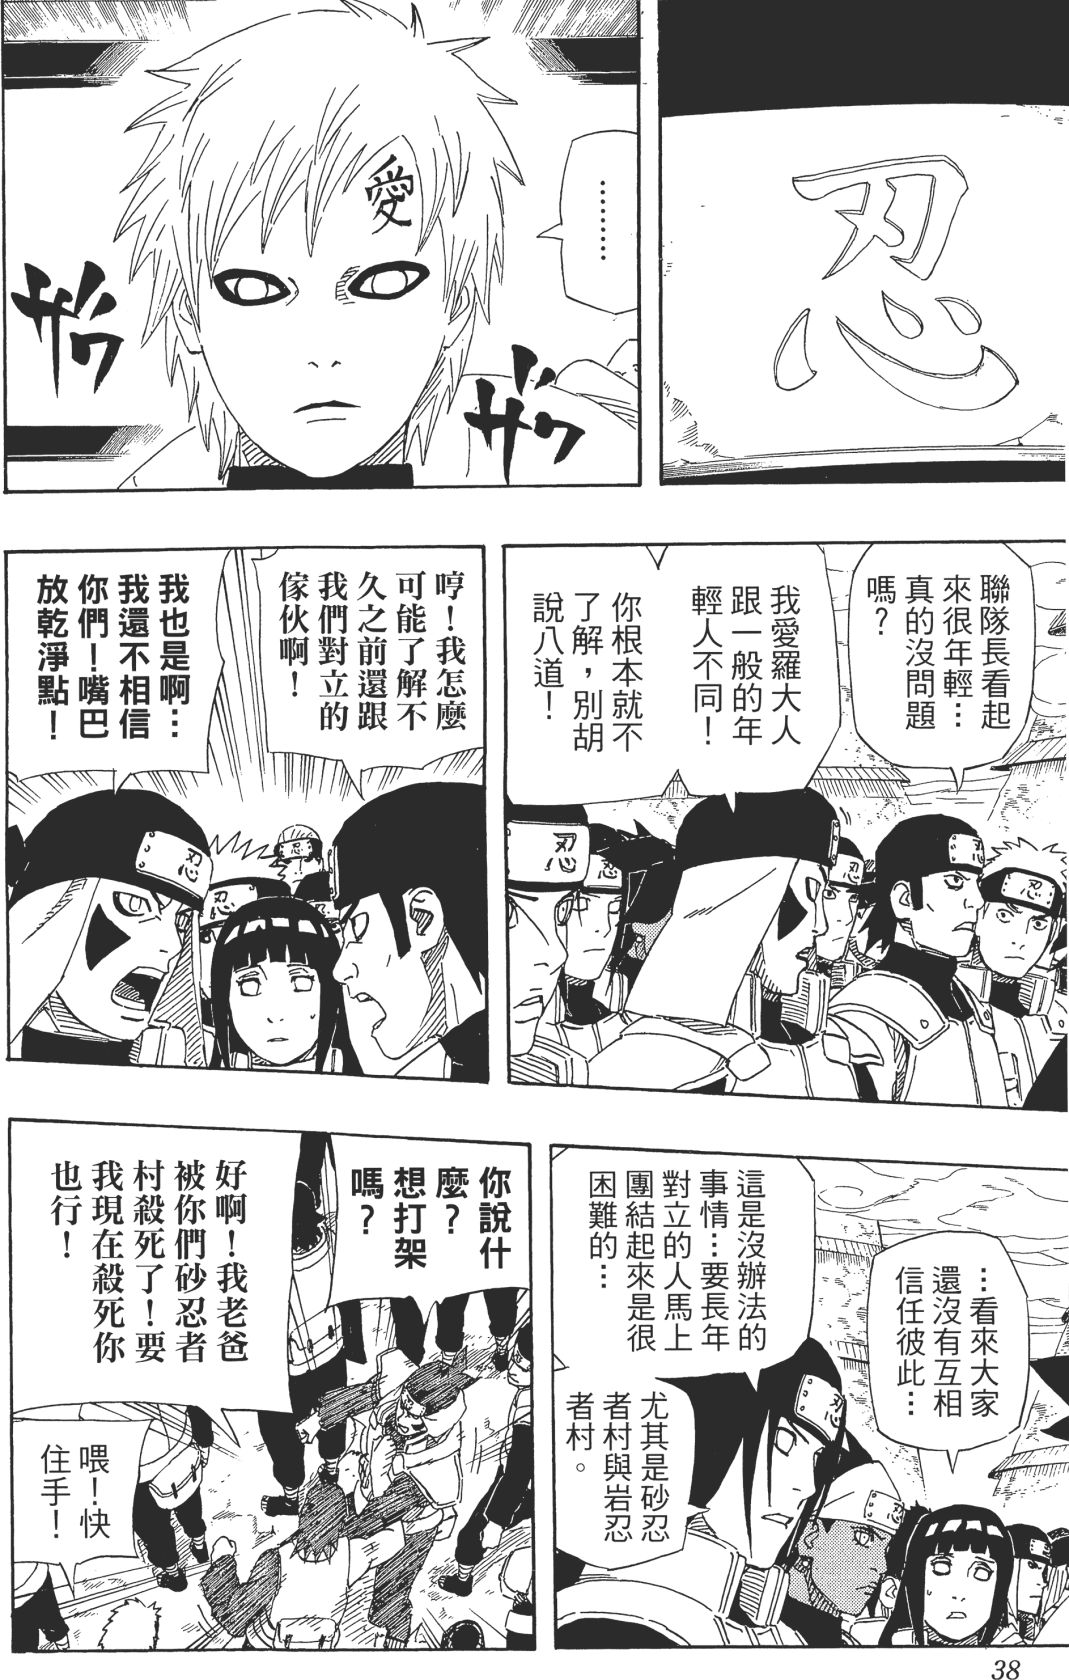 忍
………
愛
ザワ
ザワ
聯隊長看起
來很年輕…
真的沒問題
嗎？
我愛羅大人
跟一般的年
輕人不同！
你根本就不
了解，別胡
說八道！
忍
忍
忍
忍
忍
哼！我怎麼
可能了解不
久之前還跟
我們對立的
傢伙啊！
我也是啊…
我還不相信
你們！嘴巴
放乾淨點！
忍
忍
忍
…看來大家
還沒有互相
信任彼此…
這是沒辦法的
事情…要長年
對立的人馬上
團結起來是很
困難的…
尤其是砂忍
者村與岩忍
者村。
忍
忍
你說什
麼？
想打架
嗎？
好啊！我老爸
被你們砂忍者
村殺死了！要
我現在殺死你
也行！
喂！快
住手！
38